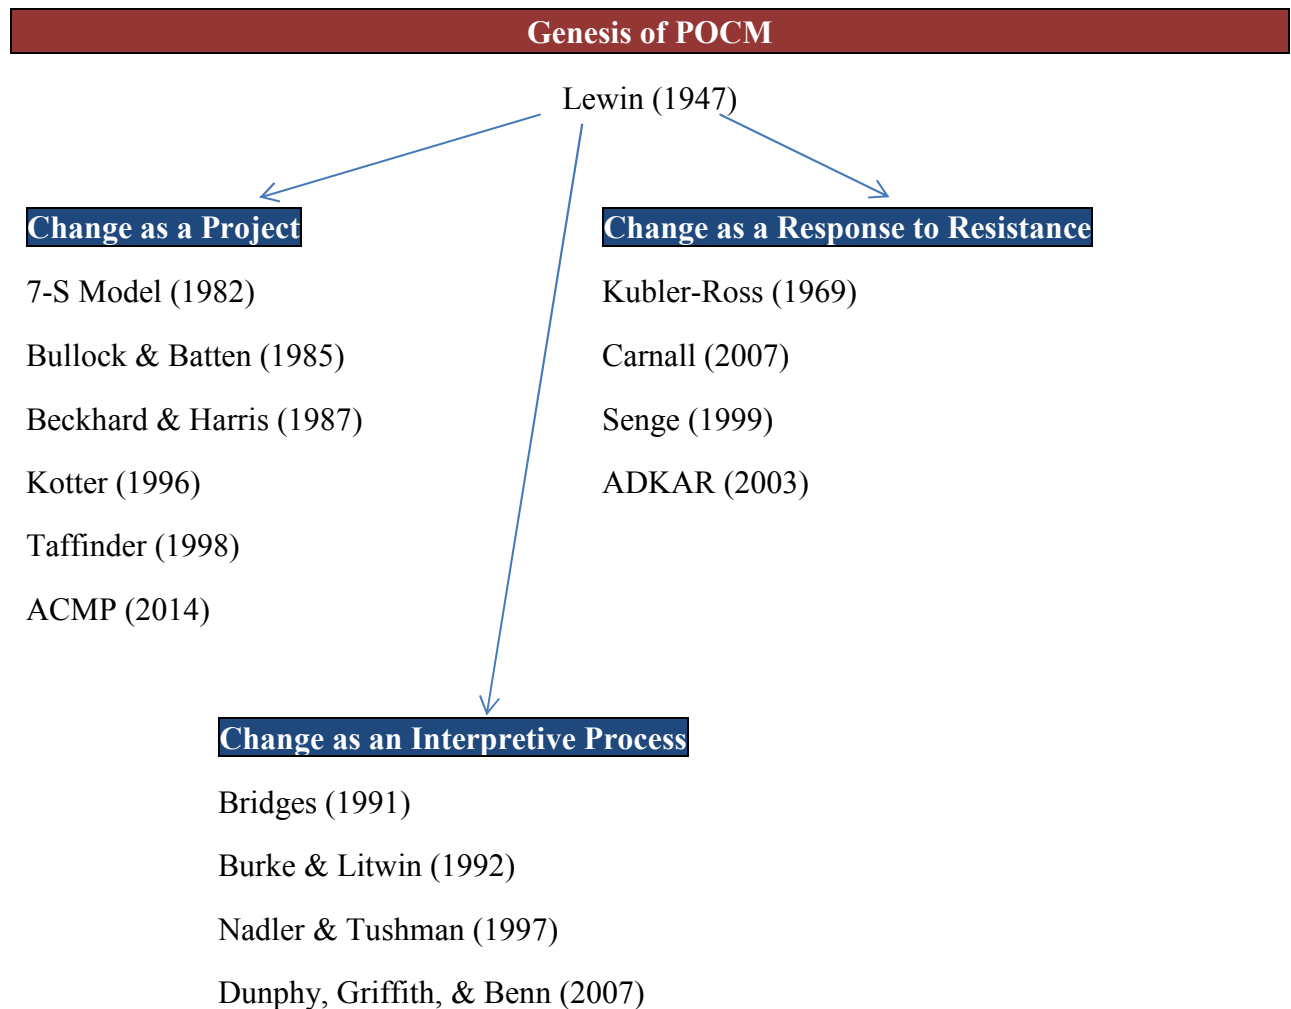 Genesis of POCM
Lewin (1947)
Change as a Project
7-S Model (1982)
Bullock & Batten (1985)
Beckhard & Harris (1987)
Kotter (1996)
Taffinder (1998)
ACMP (2014)
Change as a Response to Resistance
Kubler-Ross (1969)
Carnall (2007)
Senge (1999)
ADKAR (2003)
Change as an Interpretive Process
Bridges (1991)
Burke & Litwin (1992)
Nadler & Tushman (1997)
Dunphy, Griffith, & Benn (2007)